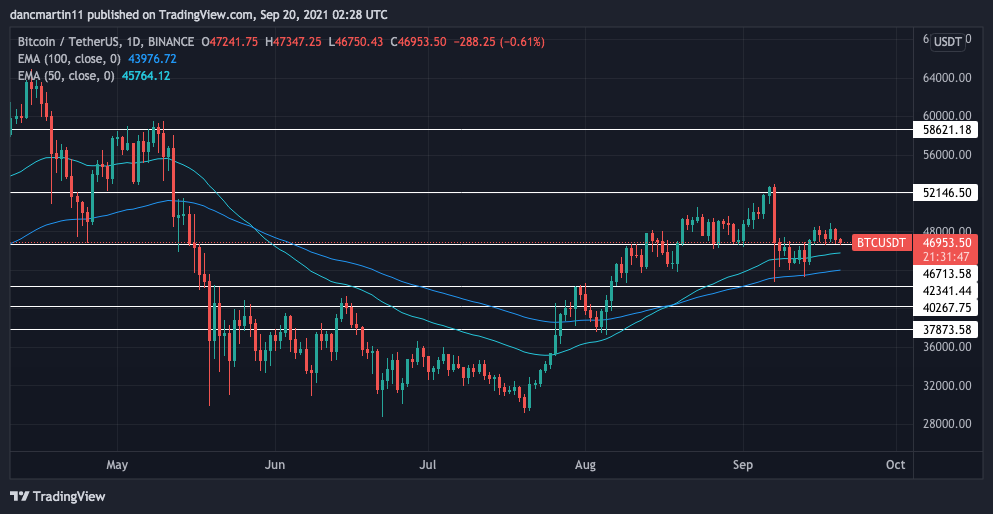 dancmartin11 published on TradingView.com, Sep 20, 2021 02:28 UTC
Bitcoin / TetherUS, 1D, BINANCE O47241.75 H47347.25 L46750.43 C46953.50 −288.25 (−0.61%)
EMA (100, close, 0) 43976.72
EMA (50, close, 0) 45764.12
USDT
64000.00
60000.00
58621.18
56000.00
52146.50
48000.00
BTCUSDT 46953.50
21:31:47
46713.58
42341.44
40267.75
37873.58
36000.00
32000.00
28000.00
May Jun Jul Aug Sep Oct
TradingView